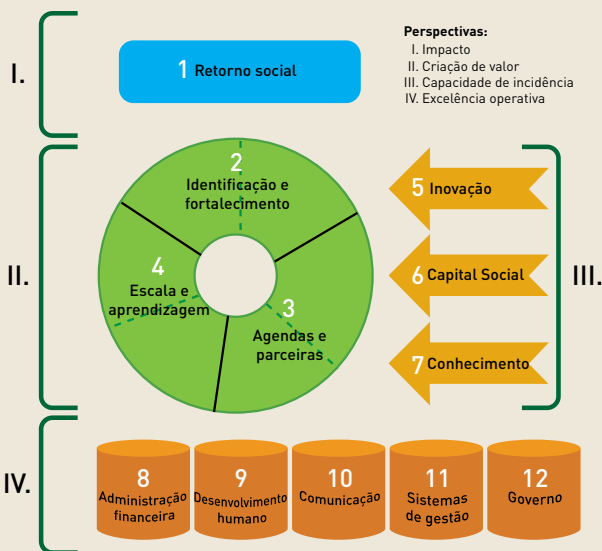 Perspectivas:
I. Impacto
II. Criação de valor
III. Capacidade de incidência
IV. Excelência operativa
I.
1 Retorno social
II.
2
Identificação e
fortalecimento
4
Escala e
aprendizagem
3
Agendas e
parceiras
5 Inovação
6 Capital Social
7 Conhecimento
III.
IV.
8
Administração
financeira
9
Desenvolvimento
humano
10
Comunicação
11
Sistemas
de gestão
12
Governo